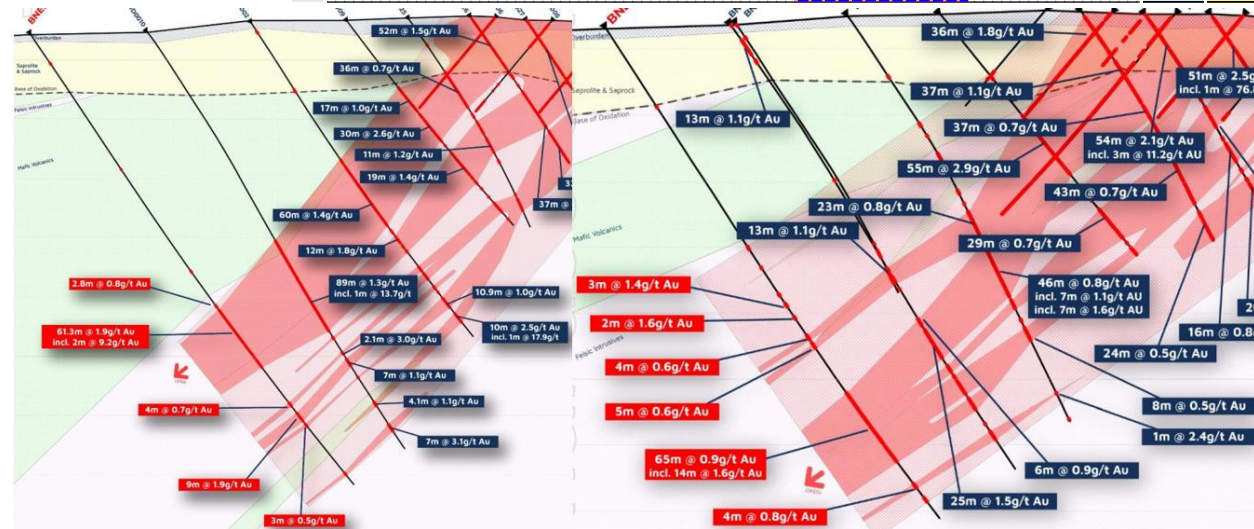 Overburden
Saprolite
& Saprock
Base of Oxidation
Felsic Intrusives
Mafic Volcanics
52m @ 1.5g/t Au
36m @ 0.7g/t Au
17m @ 1.0g/t Au
30m @ 2.6g/t Au
11m @ 1.2g/t Au
19m @ 1.4g/t Au
37m @
60m @ 1.4g/t Au
12m @ 1.8g/t Au
2.8m @ 0.8g/t Au
89m @ 1.3g/t Au
incl. 1m @ 13.7g/t
10.9m @ 1.0g/t Au
61.3m @ 1.9g/t Au
incl. 2m @ 9.2g/t Au
10m @ 2.5g/t Au
incl. 1m @ 17.9g/t
2.1m @ 3.0g/t Au
OPEN
7m @ 1.1g/t Au
4m @ 0.7g/t Au
4.1m @ 1.1g/t Au
7m @ 3.1g/t Au
9m @ 1.9g/t Au
3m @ 0.5g/t Au
Overburden
Saprolite & Saprock
Base of Oxidation
Mafic Volcanics
Felsic Intrusives
36m @ 1.8g/t Au
51m @ 2.5g
incl. 1m @ 76.8
37m @ 1.1g/t Au
13m @ 1.1g/t Au
37m @ 0.7g/t Au
54m @ 2.1g/t AU
incl. 3m @ 11.2g/t AU
55m @ 2.9g/t Au
43m @ 0.7g/t Au
23m @ 0.8g/t Au
13m @ 1.1g/t Au
29m @ 0.7g/t Au
3m @ 1.4g/t Au
46m @ 0.8g/t AU
incl. 7m @ 1.1g/t AU
incl. 7m @ 1.6g/t AU
2m @ 1.6g/t Au
16m @ 0.8
4m @ 0.6g/t Au
24m @ 0.5g/t Au
5m @ 0.6g/t Au
8m @ 0.5g/t Au
1m @ 2.4g/t Au
65m @ 0.9g/t Au
incl. 14m @ 1.6g/t Au
6m @ 0.9g/t Au
OPEN
25m @ 1.5g/t Au
4m @ 0.8g/t Au